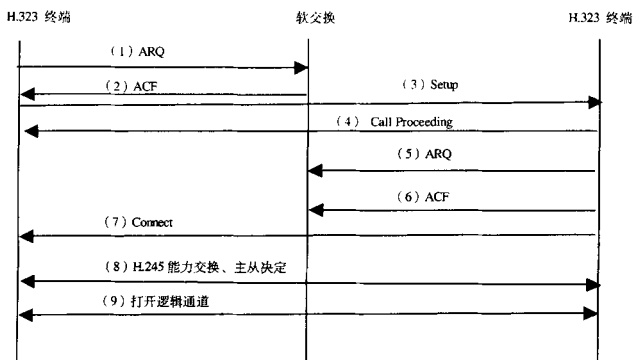 H.323 终端 软交换 H.323 终端
（1）ARQ
（2）ACF
（3）Setup
（4） Call Proceeding
（5）ARQ
（6）ACF
（7）Connect
（8）H.245 能力交换、主从决定
（9）打开逻辑通道